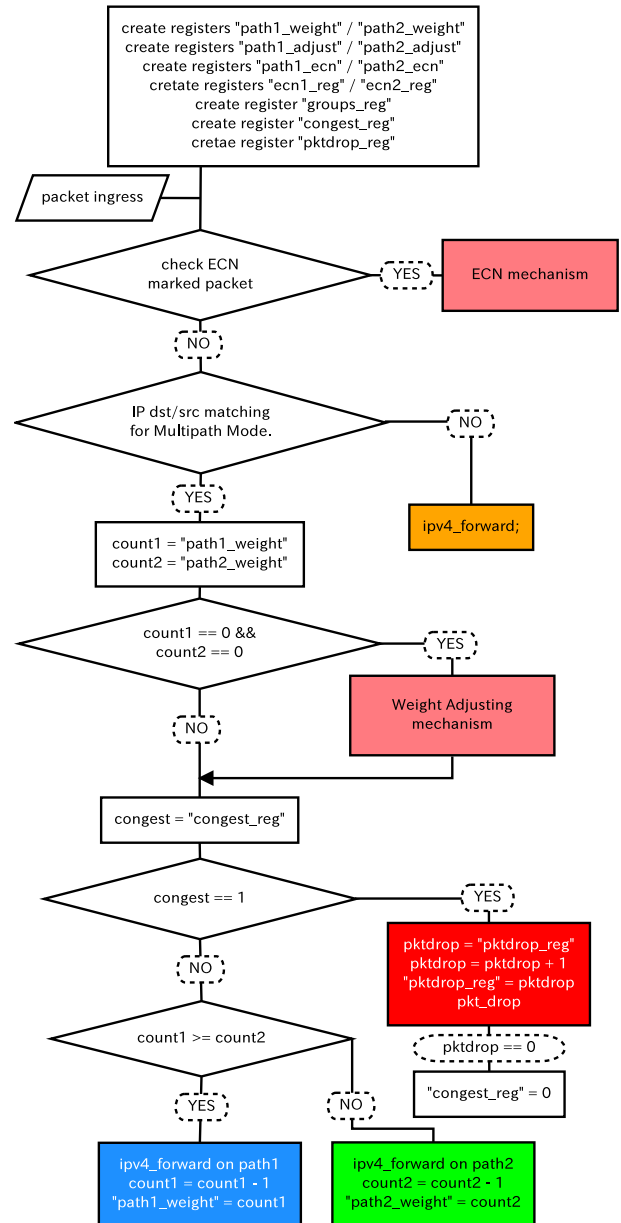 create registers "path1_weight" / "path2_weight"
create registers "path1_adjust" / "path2_adjust"
create registers "path1_ecn" / "path2_ecn"
cretate registers "ecn1_reg" / "ecn2_reg"
create register "groups_reg"
create register "congest_reg"
cretae register "pktdrop_reg"
packet ingress
check ECN
marked packet
YES
ECN mechanism
NO
IP dst/src matching
for Multipath Mode.
NO
YES
ipv4_forward;
count1 = "path1_weight"
count2 = "path2_weight"
count1 == 0 &&
count2 == 0
YES
Weight Adjusting
mechanism
NO
congest = "congest_reg"
congest == 1
YES
pktdrop = "pktdrop_reg"
pktdrop = pktdrop + 1
"pktdrop_reg" = pktdrop
pkt_drop
NO
count1 >= count2
pktdrop == 0
"congest_reg" = 0
YES
NO
ipv4_forward on path1
count1 = count1 - 1
"path1_weight" = count1
ipv4_forward on path2
count2 = count2 - 1
"path2_weight" = count2